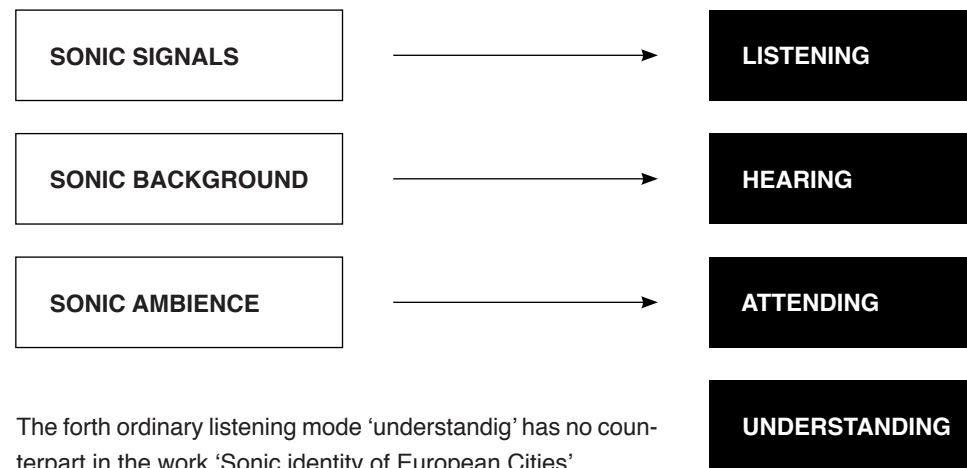 SONIC SIGNALS
LISTENING
SONIC BACKGROUND
HEARING
SONIC AMBIENCE
ATTENDING
UNDERSTANDING
The forth ordinary listening mode ‘understandig’ has no coun-
terpart in the work ‘Sonic identity of European Cities’